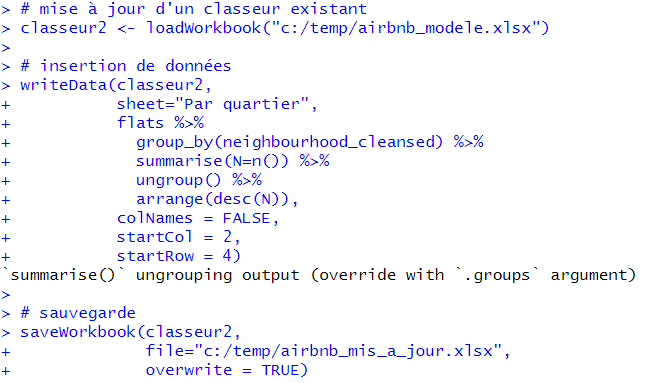 > # mise à jour d'un classeur existant
> classeur2 <- loadWorkbook("c:/temp/airbnb_modele.xlsx")
>
> # insertion de données
> writeData(classeur2,
+           sheet="Par quartier",
+           flats %>%
+             group_by(neighbourhood_cleansed) %>%
+             summarise(N=n()) %>%
+             ungroup() %>%
+             arrange(desc(N)),
+           colNames = FALSE,
+           startCol = 2,
+           startRow = 4)
`summarise()` ungrouping output (override with `.groups` argument)
>
> # sauvegarde
> saveWorkbook(classeur2,
+              file="c:/temp/airbnb_mis_a_jour.xlsx",
+              overwrite = TRUE)